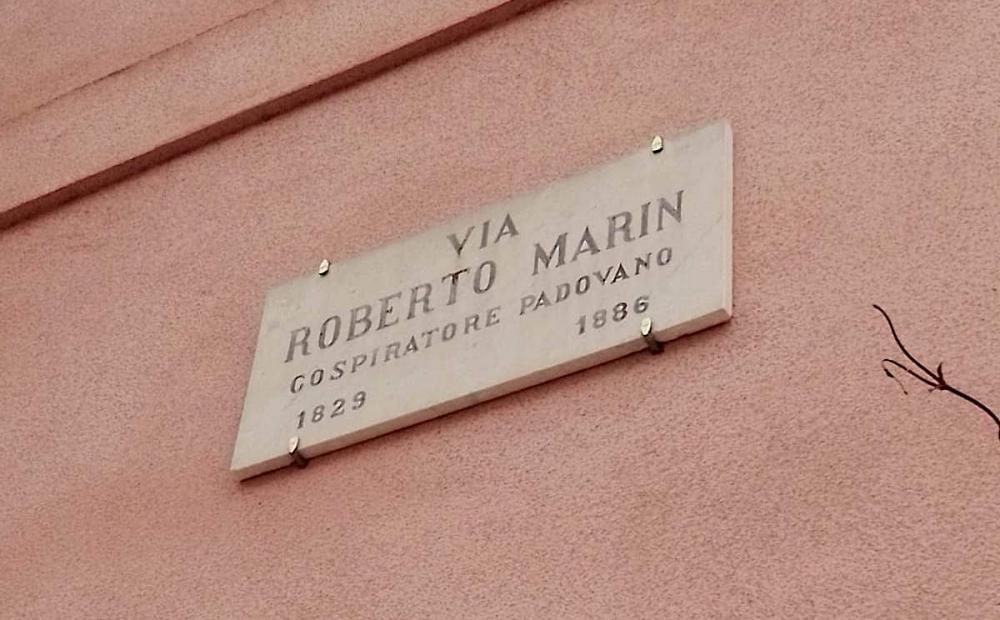 VIA
ROBERTO MARIN
COSPIRATORE PADOVANO
1829 1886